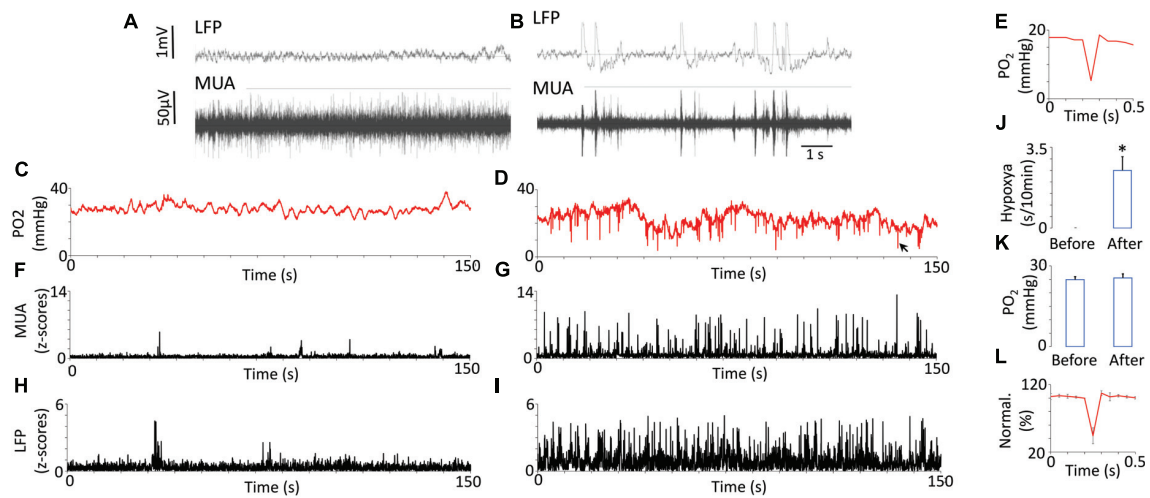 A
LFP
1mV
MUA
50μV
B
LFP
MUA
1 s
C
40
PO2
(mmHg)
0
0
Time (s)
150
D
40
0
0
Time (s)
150
E
20
PO2
(mmHg)
0
0
Time (s)
0.5
F
14
MUA
(z-scores)
0
0
Time (s)
150
G
14
0
0
Time (s)
150
H
6
LFP
(z-scores)
0
0
Time (s)
150
I
6
0
0
Time (s)
150
J
3.5
Hypoxya
(s/10min)
0
*
Before After
K
30
PO2
(mmHg)
0
Before After
L
120
Normal.
(%)
20
0
Time (s)
0.5